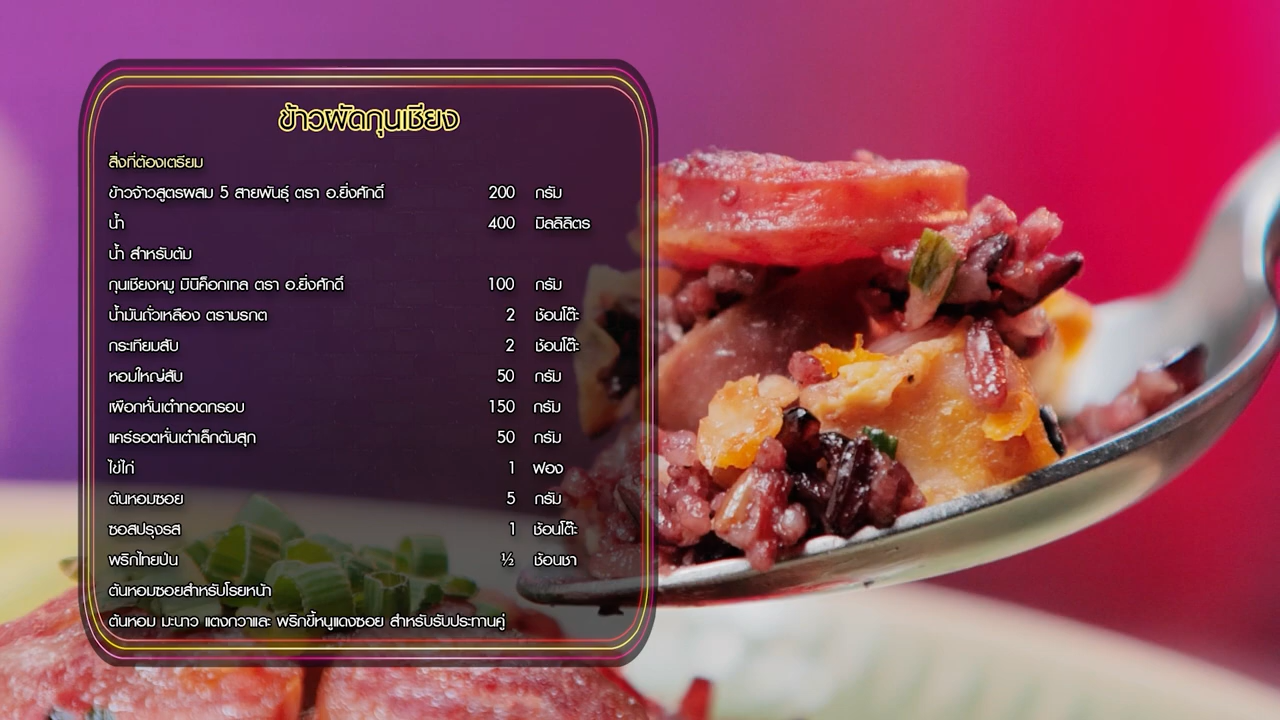 ข้าวผัดกุนเชียง
สิ่งที่ต้องเตรียม
ข้าวจ้าวสูตรผสม 5 สายพันธุ์ ตรา อ.ยิ่งศักดิ์ 200 กรัม
น้ำ 400 มิลลิลิตร
น้ำ สำหรับต้ม
กุนเชียงหมู มินิค็อกเทล ตรา อ.ยิ่งศักดิ์ 100 กรัม
น้ำมันถั่วเหลือง ตรามรกต 2 ช้อนโต๊ะ
กระเทียมสับ 2 ช้อนโต๊ะ
หอมใหญ่สับ 50 กรัม
เผือกหั่นเต๋าทอดกรอบ 150 กรัม
แคร์รอตหั่นเต๋าเล็กต้มสุก 50 กรัม
ไข่ไก่ 1 ฟอง
ต้นหอมซอย 5 กรัม
ซอสปรุงรส 1 ช้อนโต๊ะ
พริกไทยป่น ½ ช้อนชา
ต้นหอมซอยสำหรับโรยหน้า
ต้นหอม มะนาว แตงกวาและ พริกขี้หนูแดงซอย สำหรับรับประทานคู่